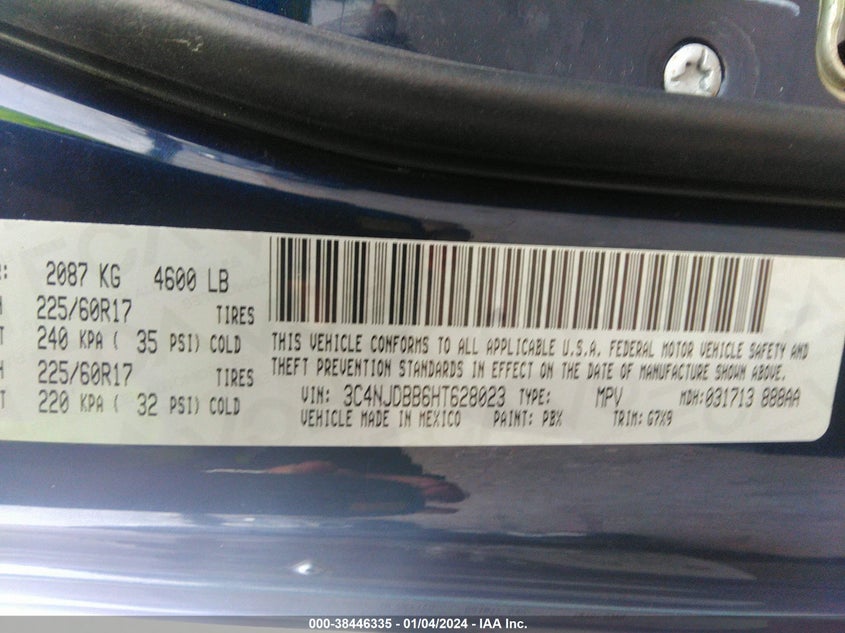 : 2087 KG 4600 LB
H 225/60R17 TIRES
T 240 KPA ( 35 PSI) COLD
H 225/60R17 TIRES
T 220 KPA ( 32 PSI) COLD
THIS VEHICLE CONFORMS TO ALL APPLICABLE U.S.A. FEDERAL MOTOR VEHICLE SAFETY AND
THEFT PREVENTION STANDARDS IN EFFECT ON THE DATE OF MANUFACTURE SHOWN ABOVE.
VIN: 3C4NJDBB6HT628023 TYPE: MPV MDH:031713 888AA
VEHICLE MADE IN MEXICO PAINT: PBX TRIM: G7X9
000-38446335 - 01/04/2024 - IAA Inc.